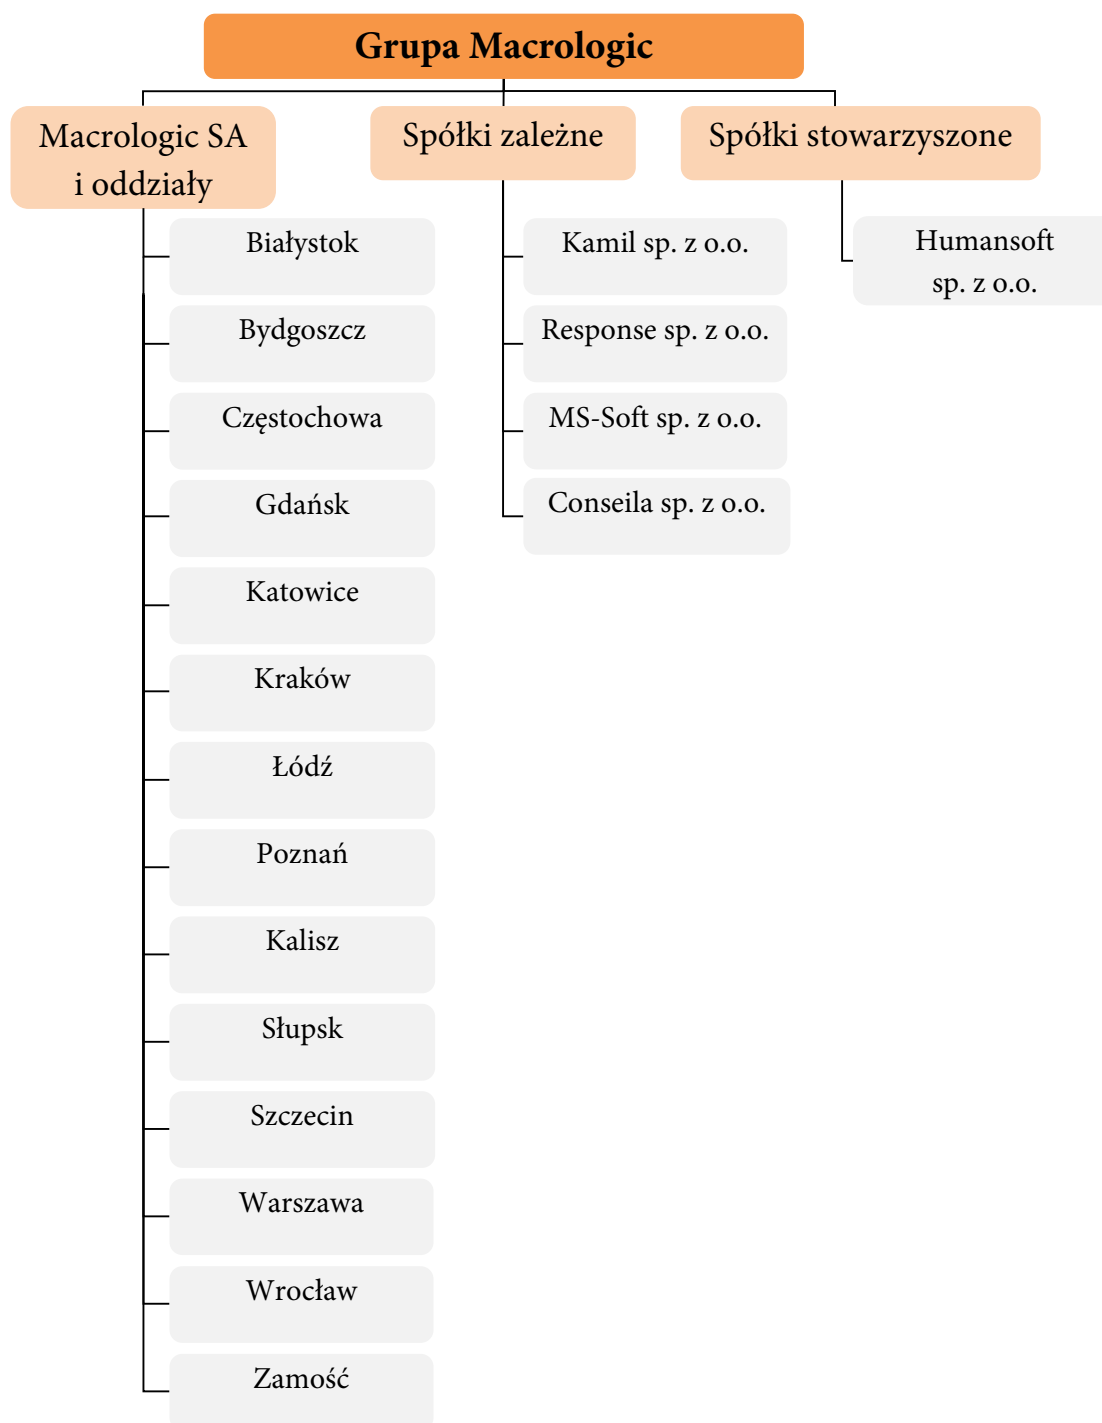 Grupa Macrologic
Macrologic SA
i oddziały
Białystok
Bydgoszcz
Częstochowa
Gdańsk
Katowice
Kraków
Łódź
Poznań
Kalisz
Słupsk
Szczecin
Warszawa
Wrocław
Zamość
Spółki zależne
Kamil sp. z o.o.
Response sp. z o.o.
MS-Soft sp. z o.o.
Conseila sp. z o.o.
Spółki stowarzyszone
Humansoft
sp. z o.o.